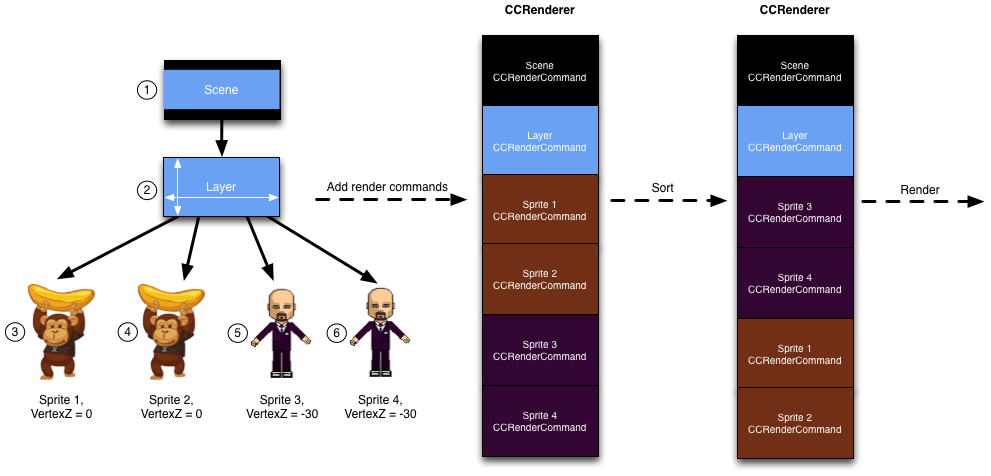 CCRenderer
CCRenderer
1
Scene
2
Layer
3
4
5
6
Sprite 1,
VertexZ = 0
Sprite 2,
VertexZ = 0
Sprite 3,
VertexZ = -30
Sprite 4,
VertexZ = -30
Add render commands
Scene
CCRenderCommand
Layer
CCRenderCommand
Sprite 1
CCRenderCommand
Sprite 2
CCRenderCommand
Sprite 3
CCRenderCommand
Sprite 4
CCRenderCommand
Sort
Scene
CCRenderCommand
Layer
CCRenderCommand
Sprite 3
CCRenderCommand
Sprite 4
CCRenderCommand
Sprite 1
CCRenderCommand
Sprite 2
CCRenderCommand
Render